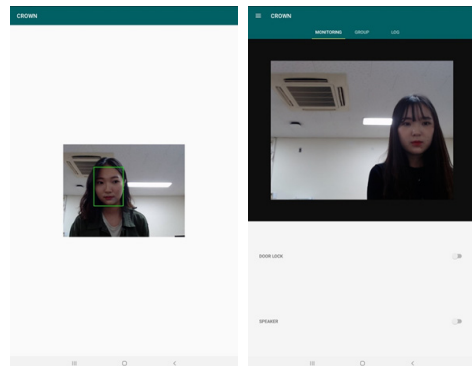 CROWN
CROWN
MONITORING GROUP LOG
DOOR LOCK
SPEAKER